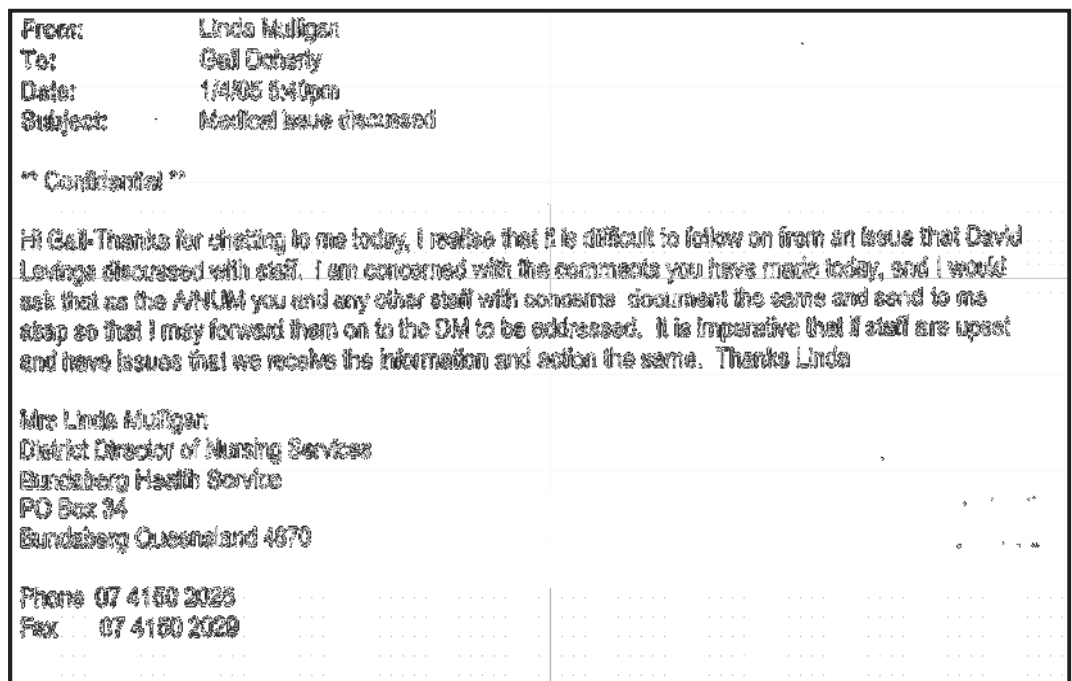 From: Linda Mulligan
To: Gail Doherty
Date: 1/4/05 5:40pm
Subject: Medical issue discussed
** Confidential **
Hi Gail-Thanks for chatting to me today, I realise that it is difficult to follow on from an issue that David
Levings discussed with staff. I am concerned with the comments you have made today, and I would
ask that as the A/NUM you and any other staff with concerns document the same and send to me
asap so that I may forward them on to the DM to be addressed. It is imperative that if staff are upset
and have issues that we receive the information and action the same. Thanks Linda
Mrs Linda Mulligan
District Director of Nursing Services
Bundaberg Health Service
PO Box 34
Bundaberg Queensland 4670
Phone 07 4150 2025
Fax 07 4150 2029